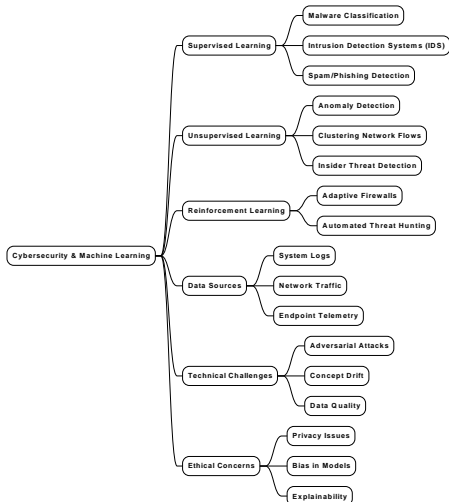 Cybersecurity & Machine Learning
Supervised Learning
Malware Classification
Intrusion Detection Systems (IDS)
Spam/Phishing Detection
Unsupervised Learning
Anomaly Detection
Clustering Network Flows
Insider Threat Detection
Reinforcement Learning
Adaptive Firewalls
Automated Threat Hunting
Data Sources
System Logs
Network Traffic
Endpoint Telemetry
Technical Challenges
Adversarial Attacks
Concept Drift
Data Quality
Ethical Concerns
Privacy Issues
Bias in Models
Explainability